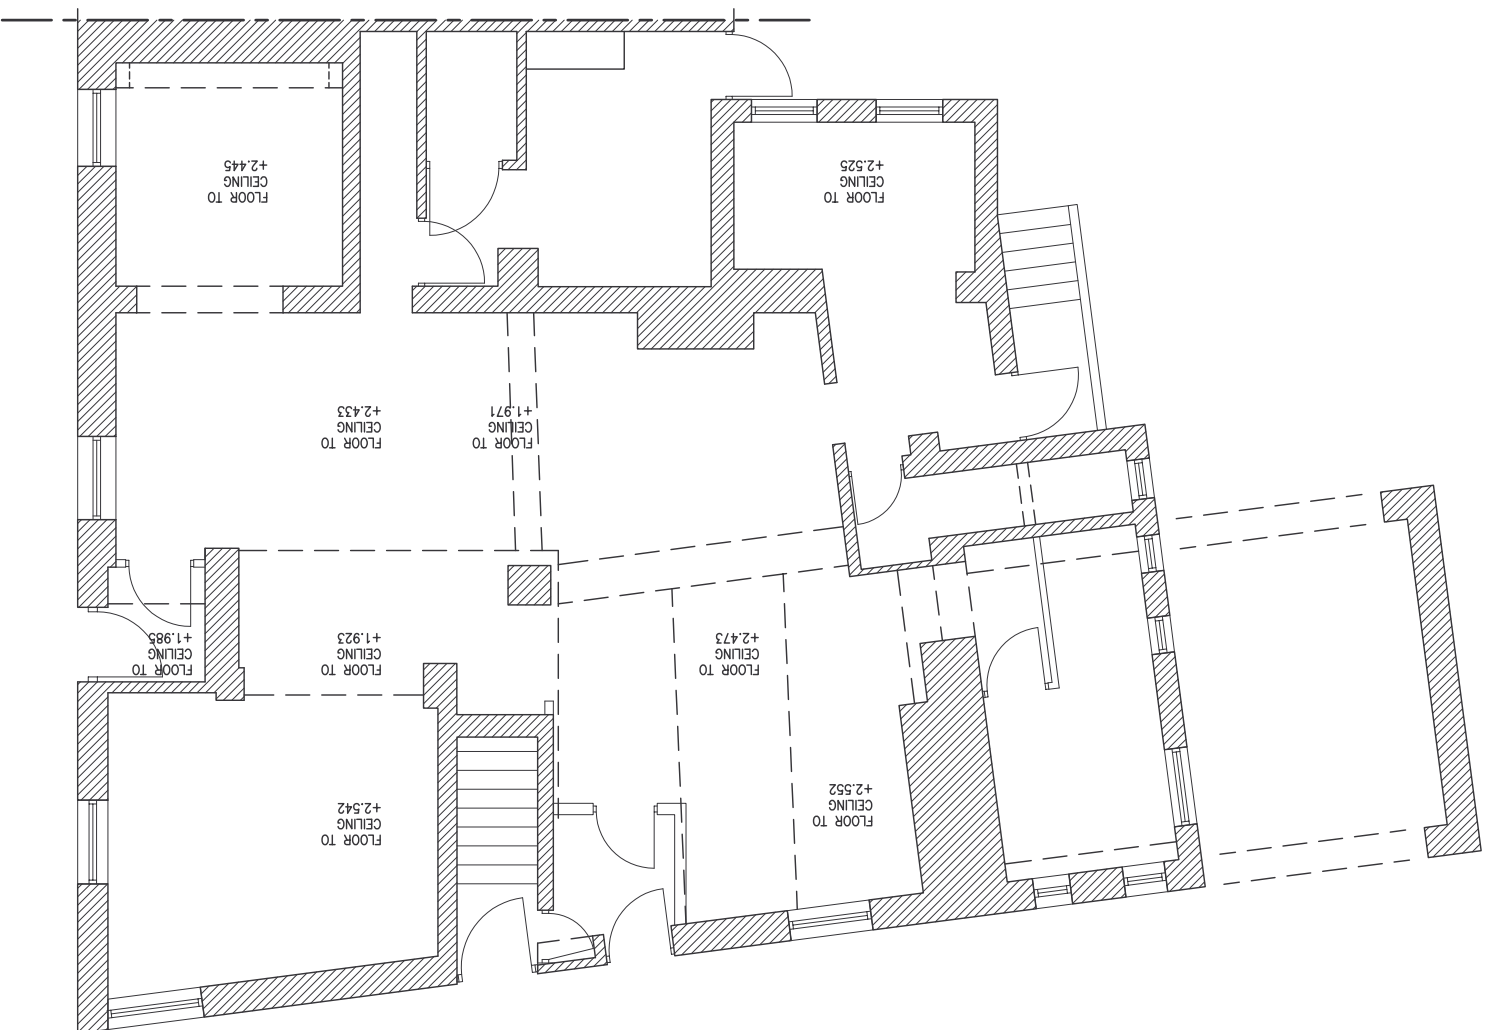 FLOOR TO
CEILING
+2.445
FLOOR TO
CEILING
+2.525
FLOOR TO
CEILING
+2.433
FLOOR TO
CEILING
+1.971
FLOOR TO
CEILING
+1.985
FLOOR TO
CEILING
+1.923
FLOOR TO
CEILING
+2.473
FLOOR TO
CEILING
+2.542
FLOOR TO
CEILING
+2.552